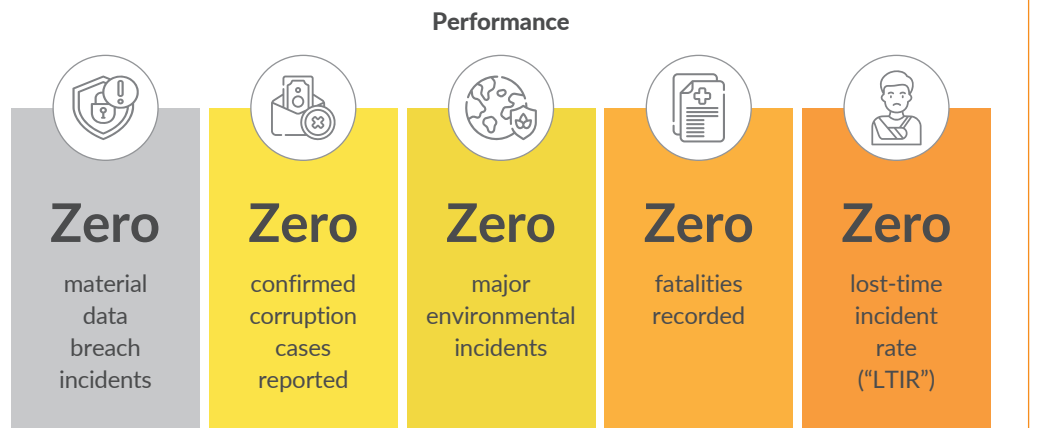 Performance
Zero
material
data
breach
incidents
Zero
confirmed
corruption
cases
reported
Zero
major
environmental
incidents
Zero
fatalities
recorded
Zero
lost-time
incident
rate
(“LTIR”)